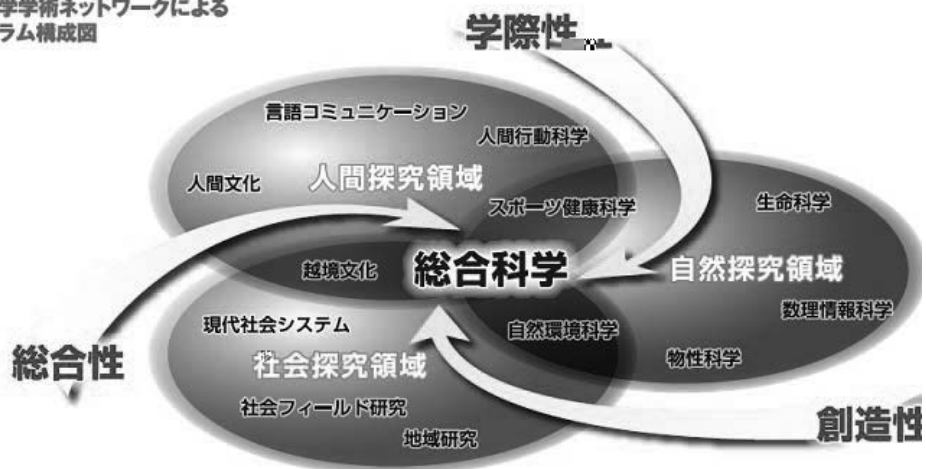 学学術ネットワークによる
ラム構成図
学際性
言語コミュニケーション
人間行動科学
人間文化
人間探究領域
スポーツ健康科学
生命科学
越境文化
総合科学
自然探究領域
現代社会システム
自然環境科学
数理情報科学
総合性
社会探究領域
物性科学
社会フィールド研究
創造性
地域研究